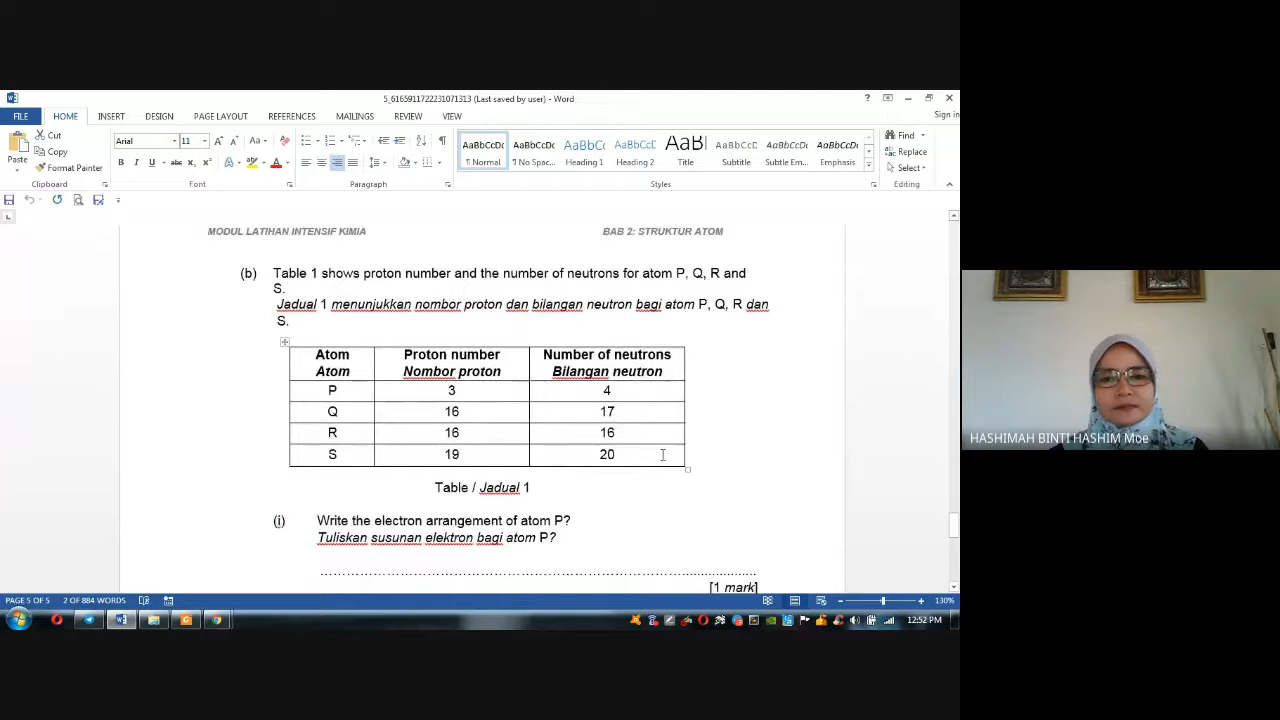 5_6165911722231071313 (Last saved by user) - Word
Sign in
FILE HOME INSERT DESIGN PAGE LAYOUT REFERENCES MAILINGS REVIEW VIEW
Paste
Cut
Copy
Format Painter
Clipboard
Arial 11
Font
Paragraph
AaBbCcDc AaBbCcDc AaBbCc AaBbCcC AaBl AaBbCcD AaBbCcDc AaBbCcDc
¶ Normal ¶ No Spac... Heading 1 Heading 2 Title Subtitle Subtle Em... Emphasis
Styles
Find
Replace
Select
Editing
MODUL LATIHAN INTENSIF KIMIA BAB 2: STRUKTUR ATOM
(b) Table 1 shows proton number and the number of neutrons for atom P, Q, R and
S.
Jadual 1 menunjukkan nombor proton dan bilangan neutron bagi atom P, Q, R dan
S.
Atom Proton number Number of neutrons
Atom Nombor proton Bilangan neutron
P 3 4
Q 16 17
R 16 16
S 19 20
Table / Jadual 1
(i) Write the electron arrangement of atom P?
Tuliskan susunan elektron bagi atom P?
[1 mark]
PAGE 5 OF 5 2 OF 884 WORDS 130%
12:52 PM
HASHIMAH BINTI HASHIM Moe